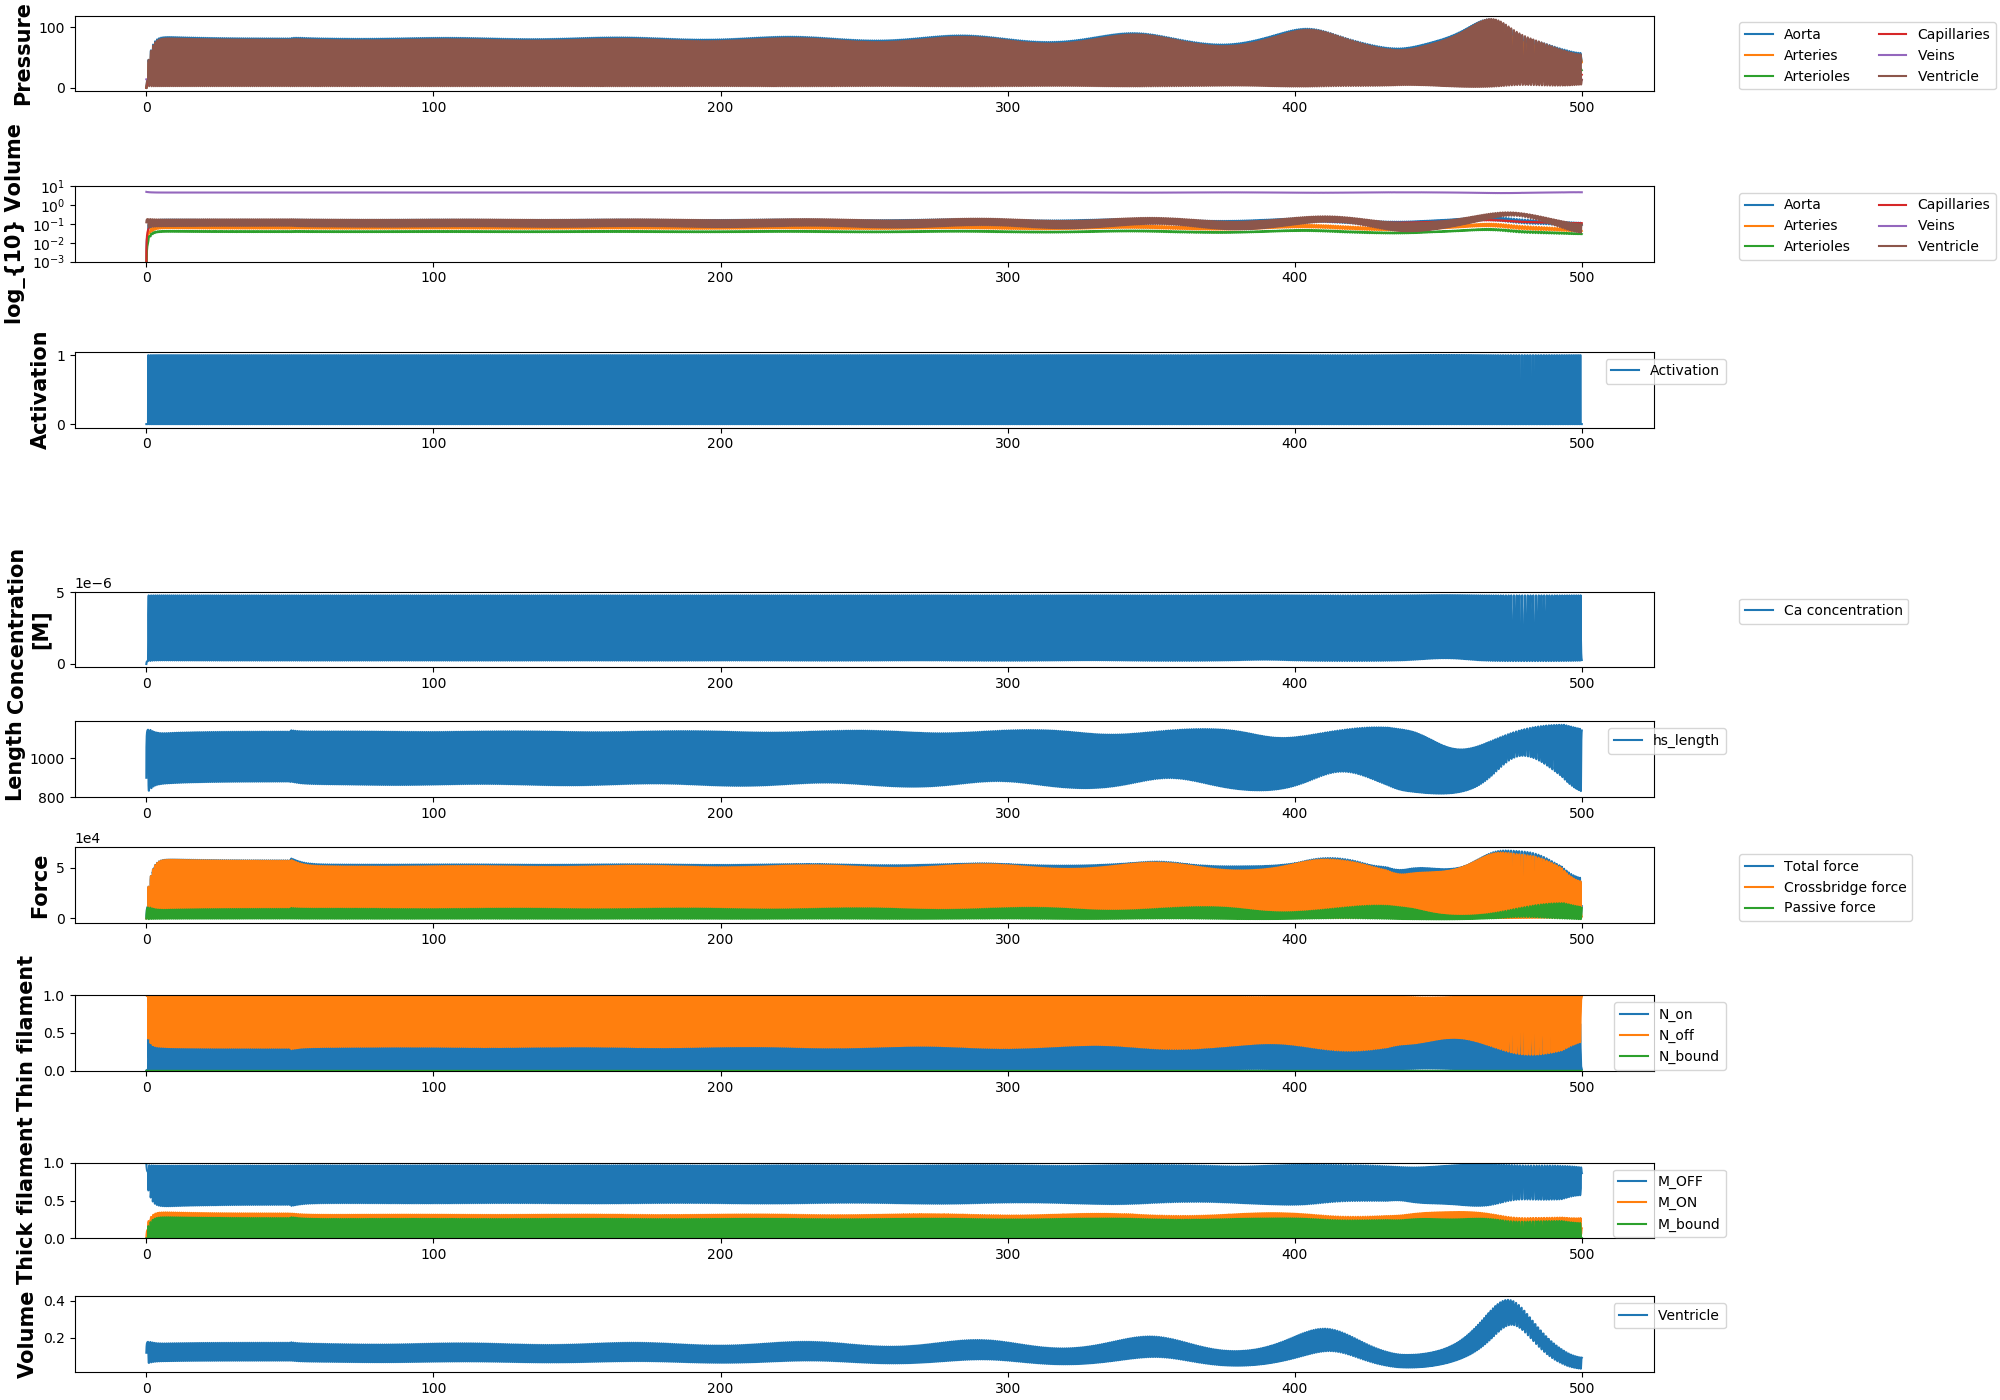 Pressure
100
0
0 100 200 300 400 500
Aorta Capillaries
Arteries Veins
Arterioles Ventricle
log_{10} Volume
10¹
10⁰
10⁻¹
10⁻²
10⁻³
0 100 200 300 400 500
Aorta Capillaries
Arteries Veins
Arterioles Ventricle
Activation
1
0
0 100 200 300 400 500
Activation
Concentration
[M]
1e−6
5
0
0 100 200 300 400 500
Ca concentration
Length
1000
800
0 100 200 300 400 500
hs_length
Force
1e4
5
0
0 100 200 300 400 500
Total force
Crossbridge force
Passive force
Thin filament
1.0
0.5
0.0
0 100 200 300 400 500
N_on
N_off
N_bound
Thick filament
1.0
0.5
0.0
0 100 200 300 400 500
M_OFF
M_ON
M_bound
Volume
0.4
0.2
0 100 200 300 400 500
Ventricle